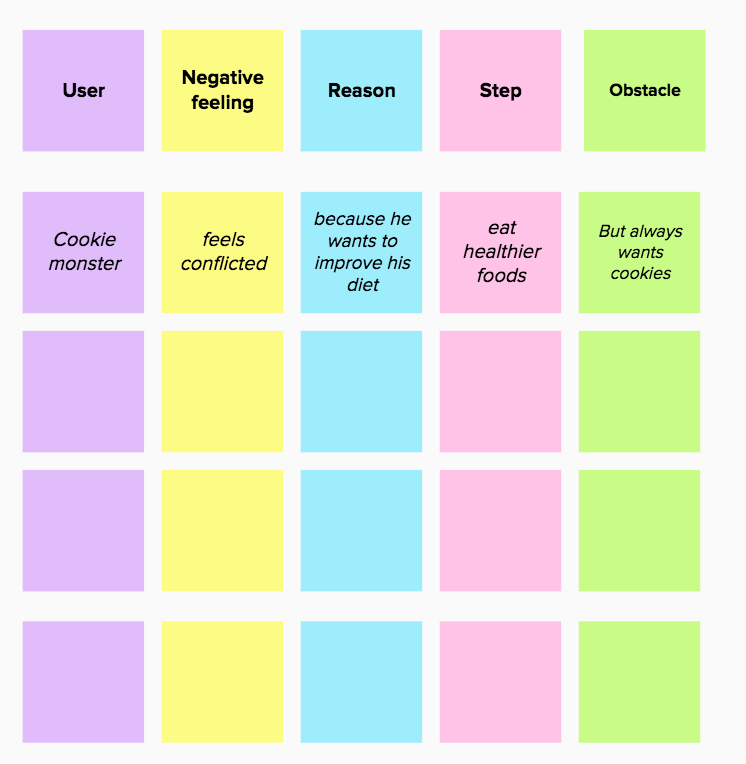 User
Negative
feeling
Reason
Step
Obstacle
Cookie
monster
feels
conflicted
because he
wants to
improve his
diet
eat
healthier
foods
But always
wants
cookies